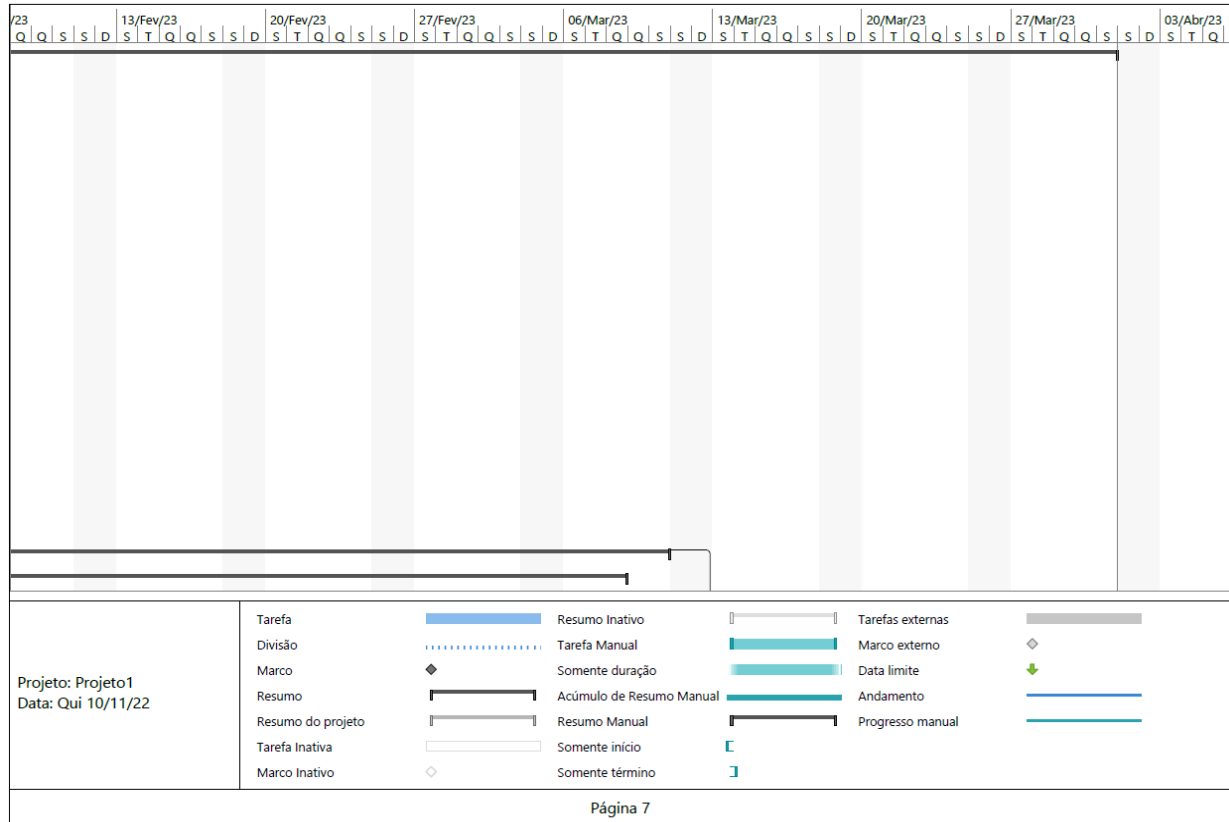 /23 13/Fev/23 20/Fev/23 27/Fev/23 06/Mar/23 13/Mar/23 20/Mar/23 27/Mar/23 03/Abr/23
Q Q S S D S T Q Q S S D S T Q Q S S D S T Q Q S S D S T Q Q S S D S T Q Q S S D S T Q Q S S D S T Q Q S S D S T Q
Projeto: Projeto1
Data: Qui 10/11/22
Tarefa
Divisão
Marco
Resumo
Resumo do projeto
Tarefa Inativa
Marco Inativo
Resumo Inativo
Tarefa Manual
Somente duração
Acúmulo de Resumo Manual
Resumo Manual
Somente início
Somente término
Tarefas externas
Marco externo
Data limite
Andamento
Progresso manual
Página 7